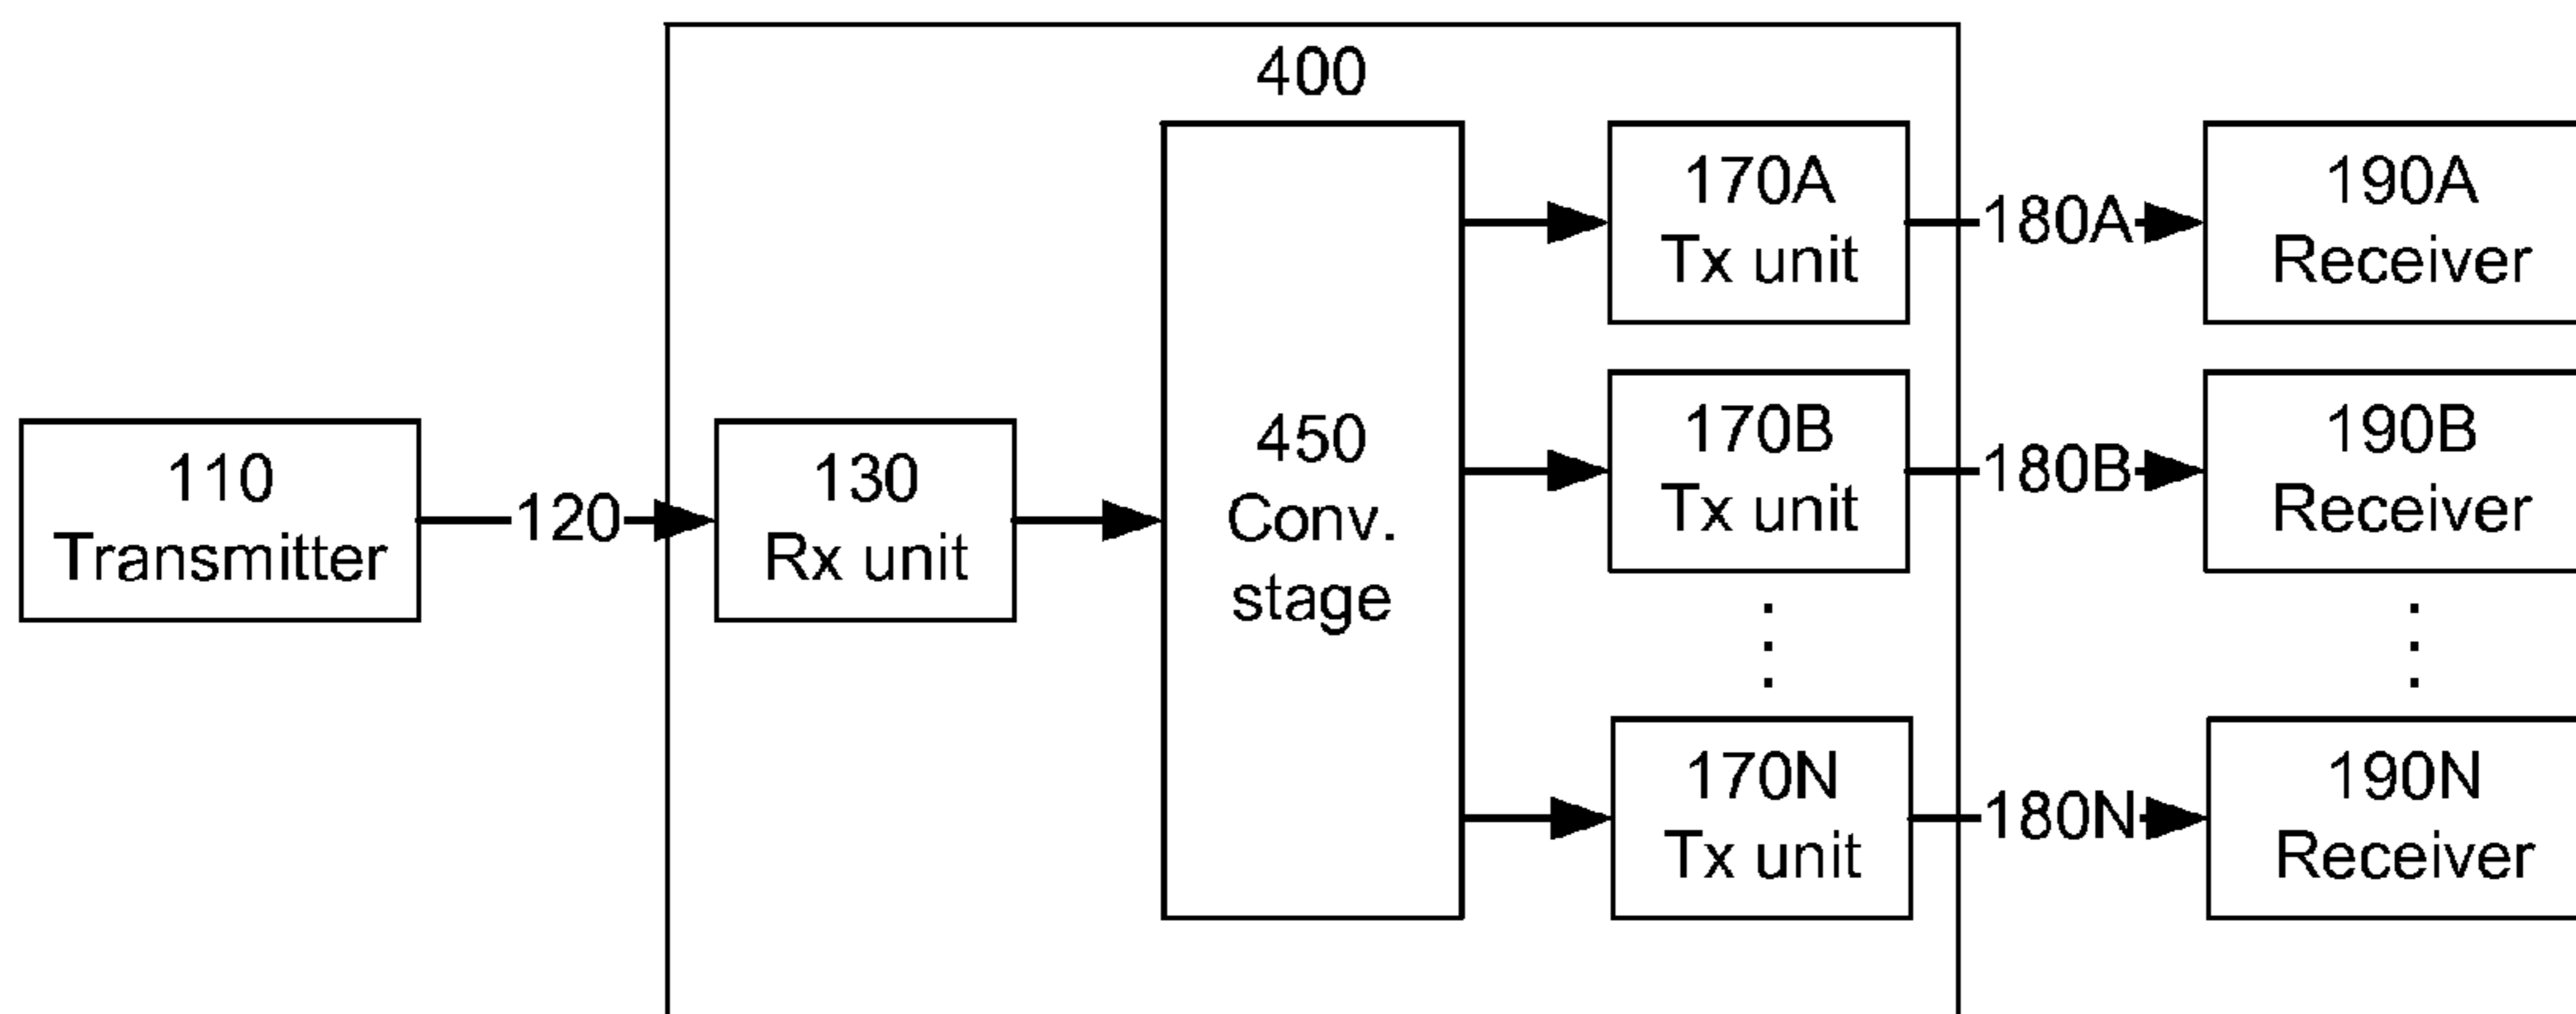 400
110
Transmitter
120
130
Rx unit
450
Conv.
stage
170A
Tx unit
180A
190A
Receiver
170B
Tx unit
180B
190B
Receiver
170N
Tx unit
180N
190N
Receiver